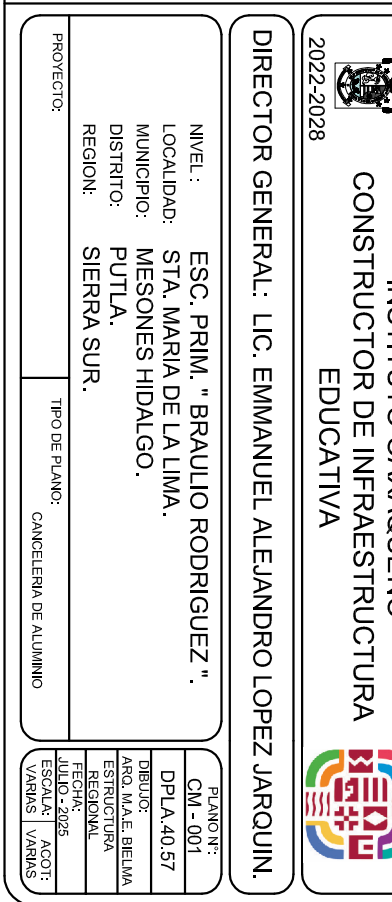 CONSTRUCTOR DE INFRAESTRUCTURA
EDUCATIVA
2022-2028
DIRECTOR GENERAL: LIC. EMMANUEL ALEJANDRO LOPEZ JARQUIN.
NIVEL : ESC. PRIM. " BRAULIO RODRIGUEZ ".
LOCALIDAD: STA. MARIA DE LA LIMA.
MUNICIPIO: MESONES HIDALGO.
DISTRITO: PUTLA.
REGION: SIERRA SUR.
PROYECTO:
TIPO DE PLANO:
CANCELERIA DE ALUMINIO
PLANO N°:
CM - 001
DPLA.40.57
DIBUJO:
ARQ. M.A.E. BIELMA
ESTRUCTURA
REGIONAL
FECHA:
JULIO - 2025
ESCALA: ACOT:
VARIAS VARIAS